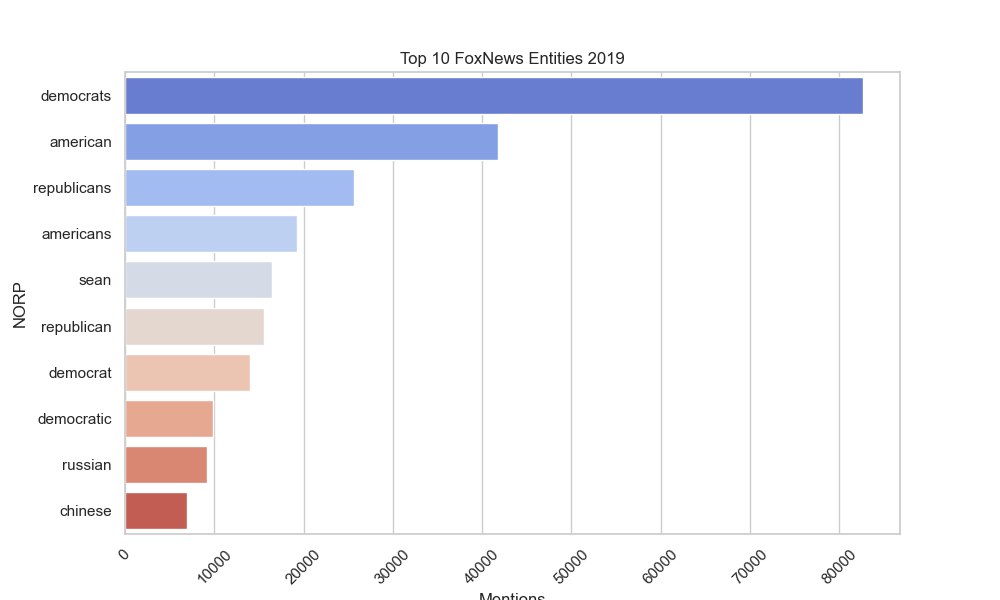 Top 10 FoxNews Entities 2019
NORP
democrats
american
republicans
americans
sean
republican
democrat
democratic
russian
chinese
0
10000
20000
30000
40000
50000
60000
70000
80000
Mentions